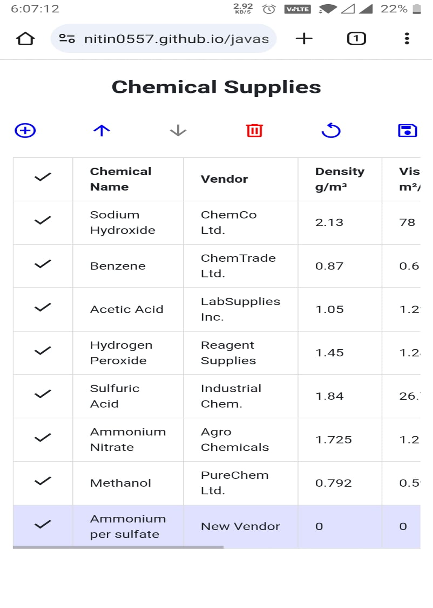 6:07:12 2.92 KB/S VoLTE 22%
nitin0557.github.io/javas 1
Chemical Supplies
Chemical Name Vendor Density g/m³ Vis m²/
Sodium Hydroxide ChemCo Ltd. 2.13 78
Benzene ChemTrade Ltd. 0.87 0.6
Acetic Acid LabSupplies Inc. 1.05 1.2
Hydrogen Peroxide Reagent Supplies 1.45 1.2
Sulfuric Acid Industrial Chem. 1.84 26.
Ammonium Nitrate Agro Chemicals 1.725 1.2
Methanol PureChem Ltd. 0.792 0.5
Ammonium per sulfate New Vendor 0 0